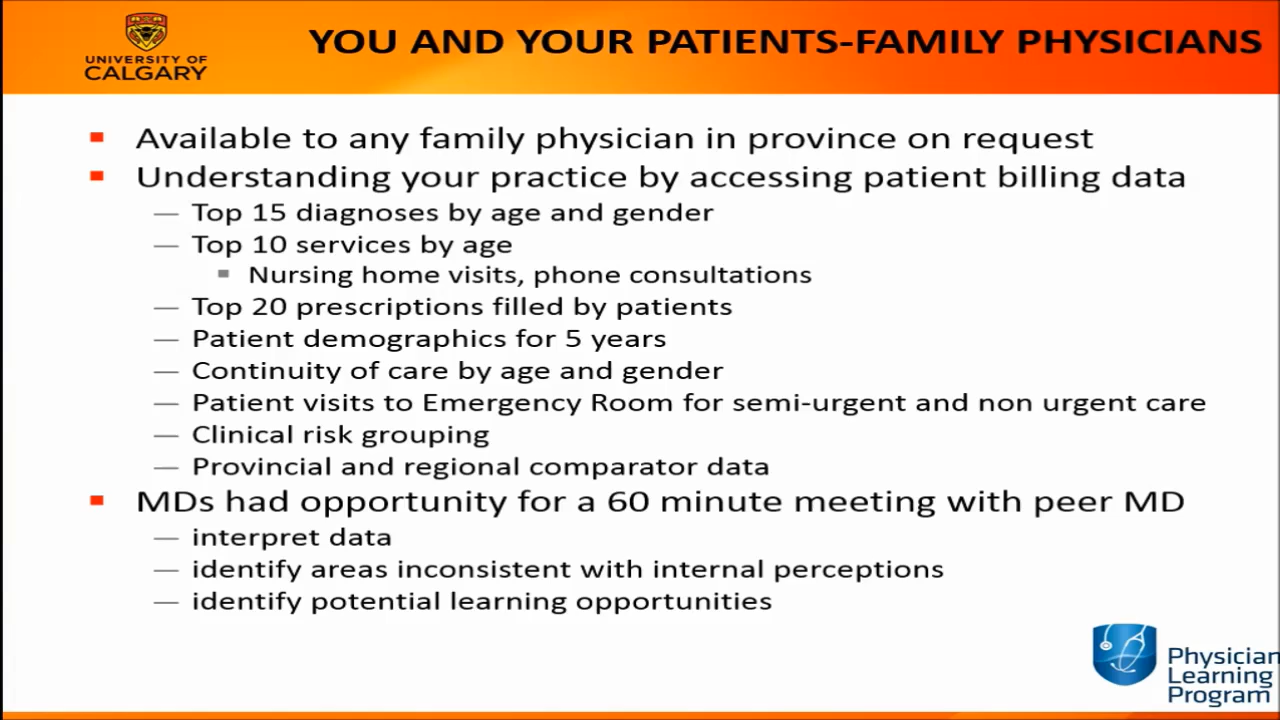 UNIVERSITY OF
CALGARY
YOU AND YOUR PATIENTS-FAMILY PHYSICIANS
Available to any family physician in province on request
Understanding your practice by accessing patient billing data
— Top 15 diagnoses by age and gender
— Top 10 services by age
Nursing home visits, phone consultations
— Top 20 prescriptions filled by patients
— Patient demographics for 5 years
— Continuity of care by age and gender
— Patient visits to Emergency Room for semi-urgent and non urgent care
— Clinical risk grouping
— Provincial and regional comparator data
MDs had opportunity for a 60 minute meeting with peer MD
— interpret data
— identify areas inconsistent with internal perceptions
— identify potential learning opportunities
Physician
Learning
Program